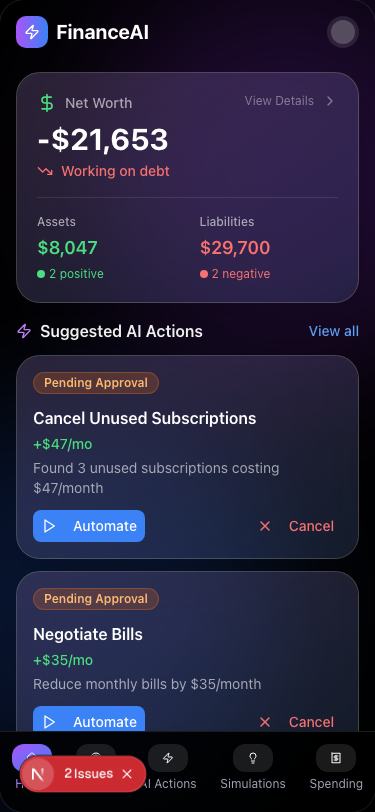 FinanceAI
$ Net Worth
View Details
-$21,653
Working on debt
Assets
Liabilities
$8,047
$29,700
2 positive
2 negative
Suggested AI Actions
View all
Pending Approval
Cancel Unused Subscriptions
+$47/mo
Found 3 unused subscriptions costing
$47/month
Automate
Cancel
Pending Approval
Negotiate Bills
+$35/mo
Reduce monthly bills by $35/month
Automate
Cancel
N 2 Issues
AI Actions
Simulations
Spending